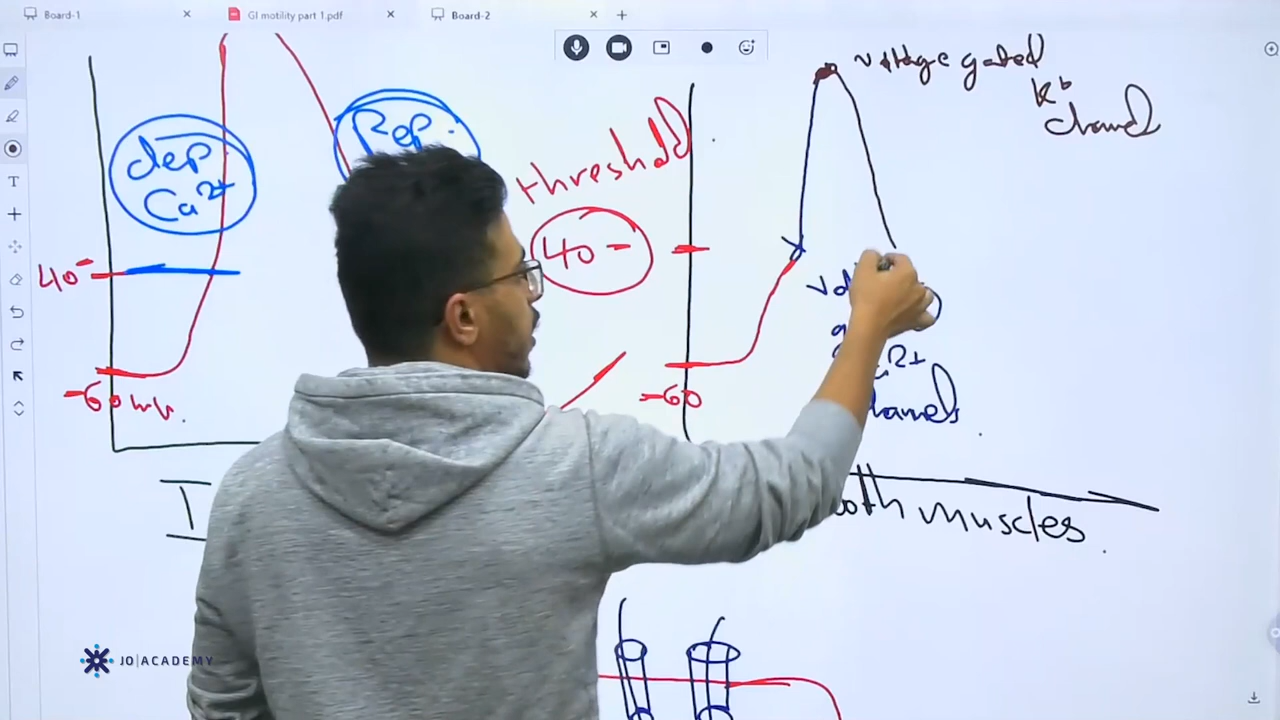 Board-1
GI motility part 1.pdf
Board-2
dep
Ca2+
Rep.
threshold
40-
40-
-60 mv.
-60
voltage gated
K+
channel
channels
I
muscles
JO|ACADEMY